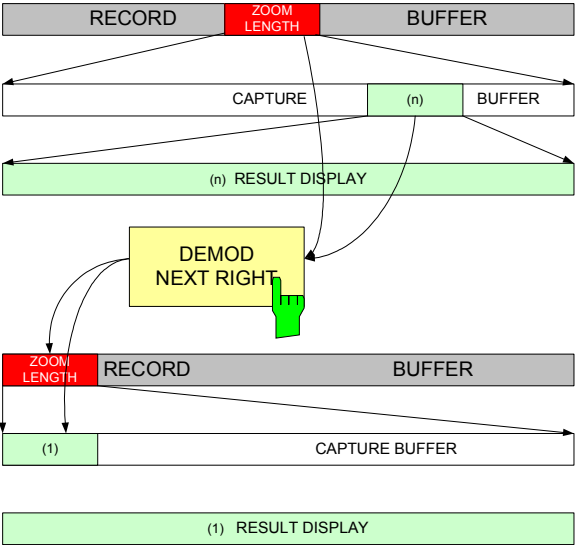 RECORD ZOOM LENGTH BUFFER
CAPTURE (n) BUFFER
(n) RESULT DISPLAY
DEMOD
NEXT RIGHT
ZOOM LENGTH RECORD BUFFER
(1) CAPTURE BUFFER
(1) RESULT DISPLAY